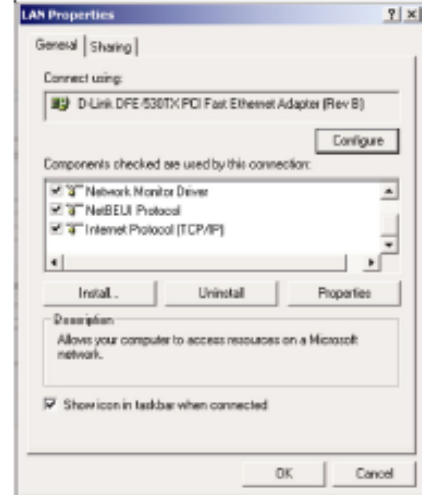 LAN Properties
General
Sharing
Connect using:
D-Link DFE-530TX PCI Fast Ethernet Adapter (Rev B)
Configure
Components checked are used by this connection:
Network Monitor Driver
NetBEUI Protocol
Internet Protocol (TCP/IP)
Install...
Uninstall
Properties
Description
Allows your computer to access resources on a Microsoft
network.
Show icon in taskbar when connected
OK
Cancel